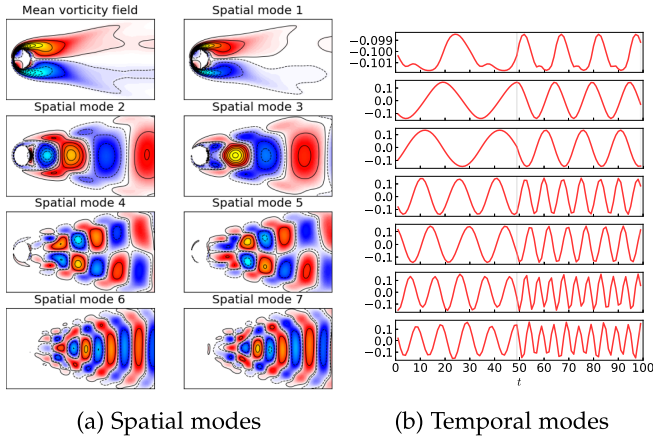 Mean vorticity field
Spatial mode 1
Spatial mode 2
Spatial mode 3
Spatial mode 4
Spatial mode 5
Spatial mode 6
Spatial mode 7
(a) Spatial modes
−0.099
−0.100
−0.101
0.1
0.0
−0.1
0.1
0.0
−0.1
0.1
0.0
−0.1
0.1
0.0
−0.1
0.1
0.0
−0.1
0.1
0.0
−0.1
0 10 20 30 40 50 60 70 80 90 100
t
(b) Temporal modes